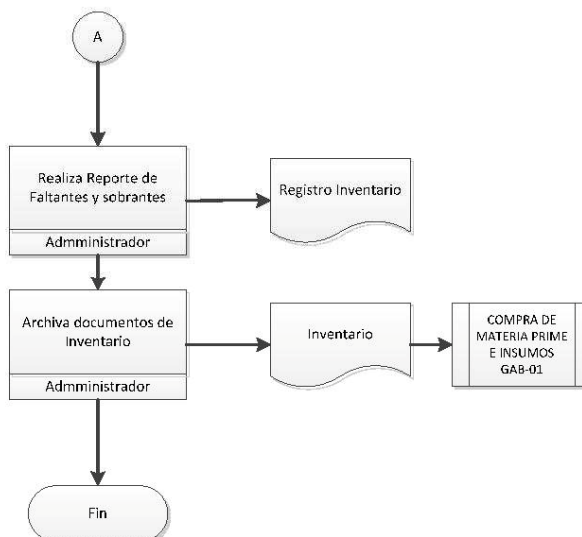 A
Realiza Reporte de
Faltantes y sobrantes
Admministrador
Registro Inventario
Archiva documentos de
Inventario
Admministrador
Inventario
COMPRA DE
MATERIA PRIME
E INSUMOS
GAB-01
Fin